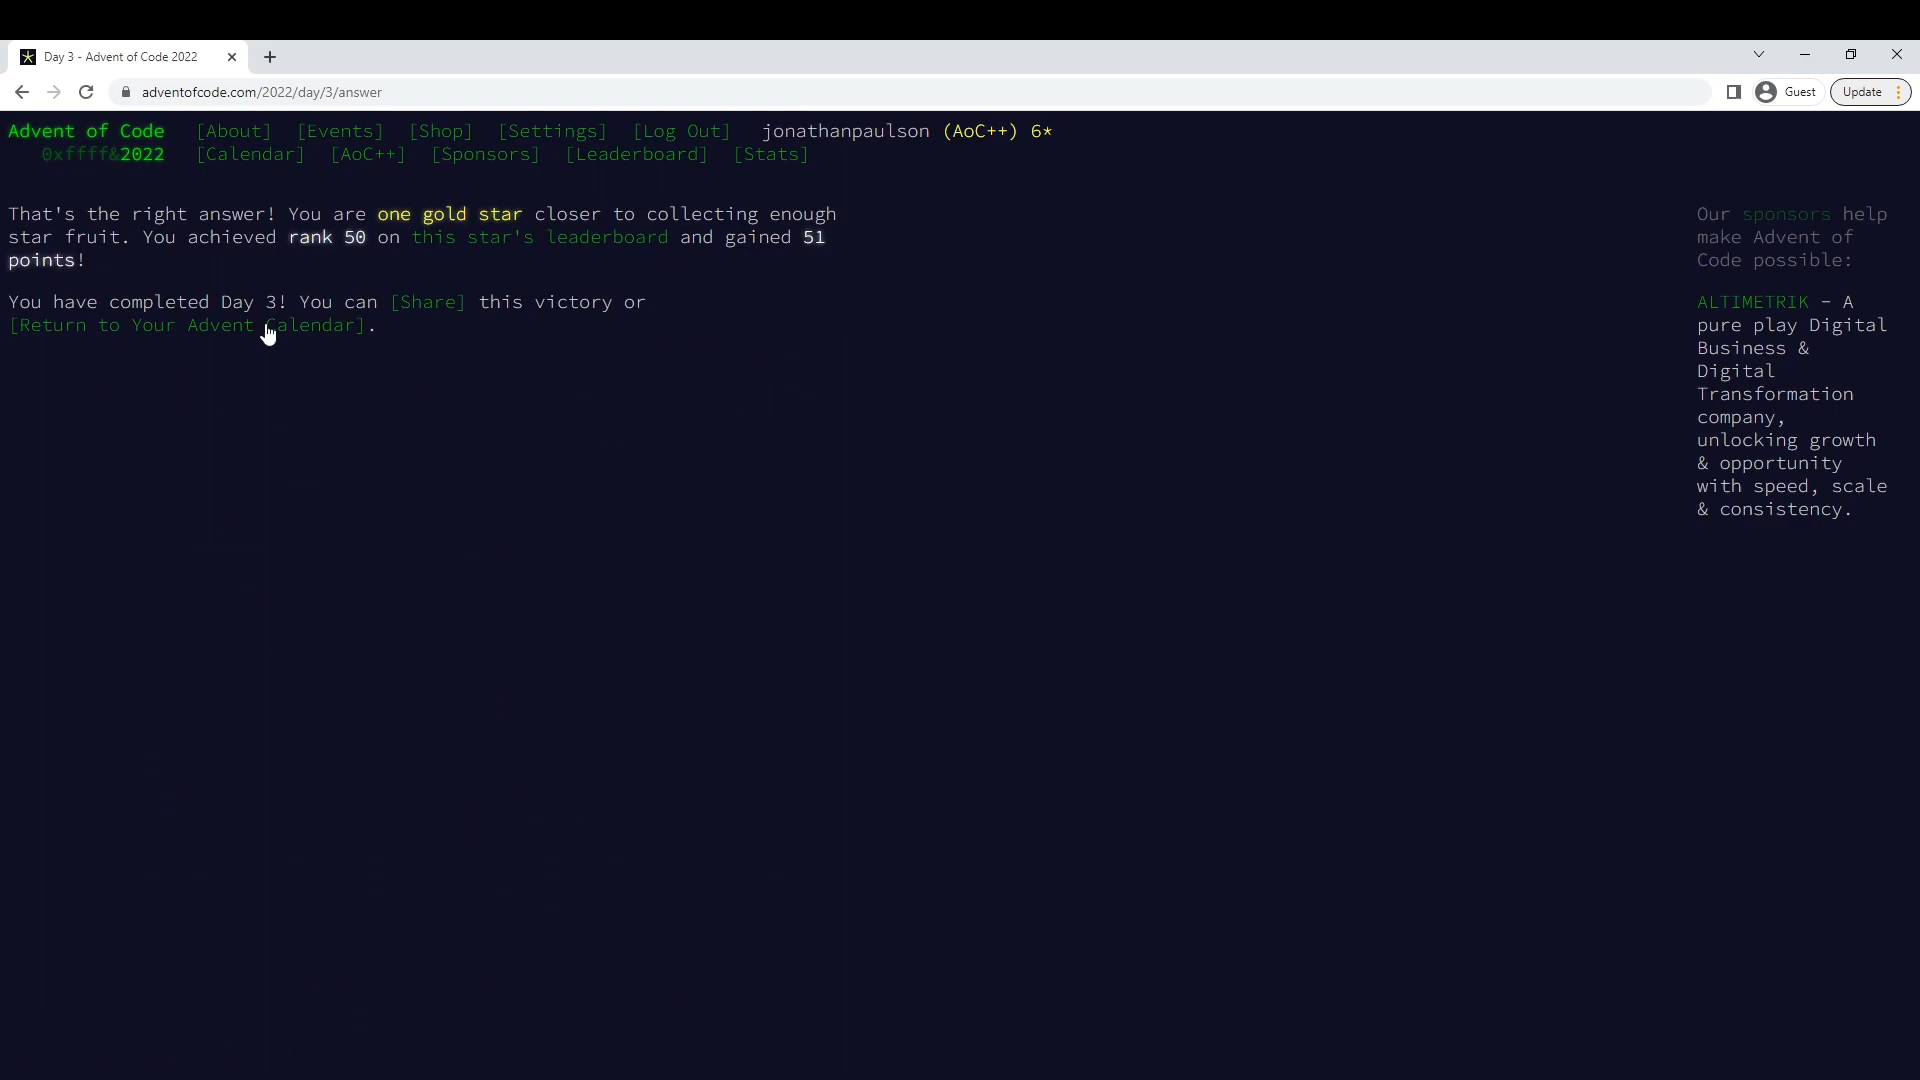 Day 3 - Advent of Code 2022
adventofcode.com/2022/day/3/answer
Guest
Update
Advent of Code [About] [Events] [Shop] [Settings] [Log Out] jonathanpaulson (AoC++) 6*
0xffff&2022 [Calendar] [AoC++] [Sponsors] [Leaderboard] [Stats]
That's the right answer! You are one gold star closer to collecting enough
star fruit. You achieved rank 50 on this star's leaderboard and gained 51
points!
You have completed Day 3! You can [Share] this victory or
[Return to Your Advent Calendar].
Our sponsors help
make Advent of
Code possible:
ALTIMETRIK - A
pure play Digital
Business &
Digital
Transformation
company,
unlocking growth
& opportunity
with speed, scale
& consistency.